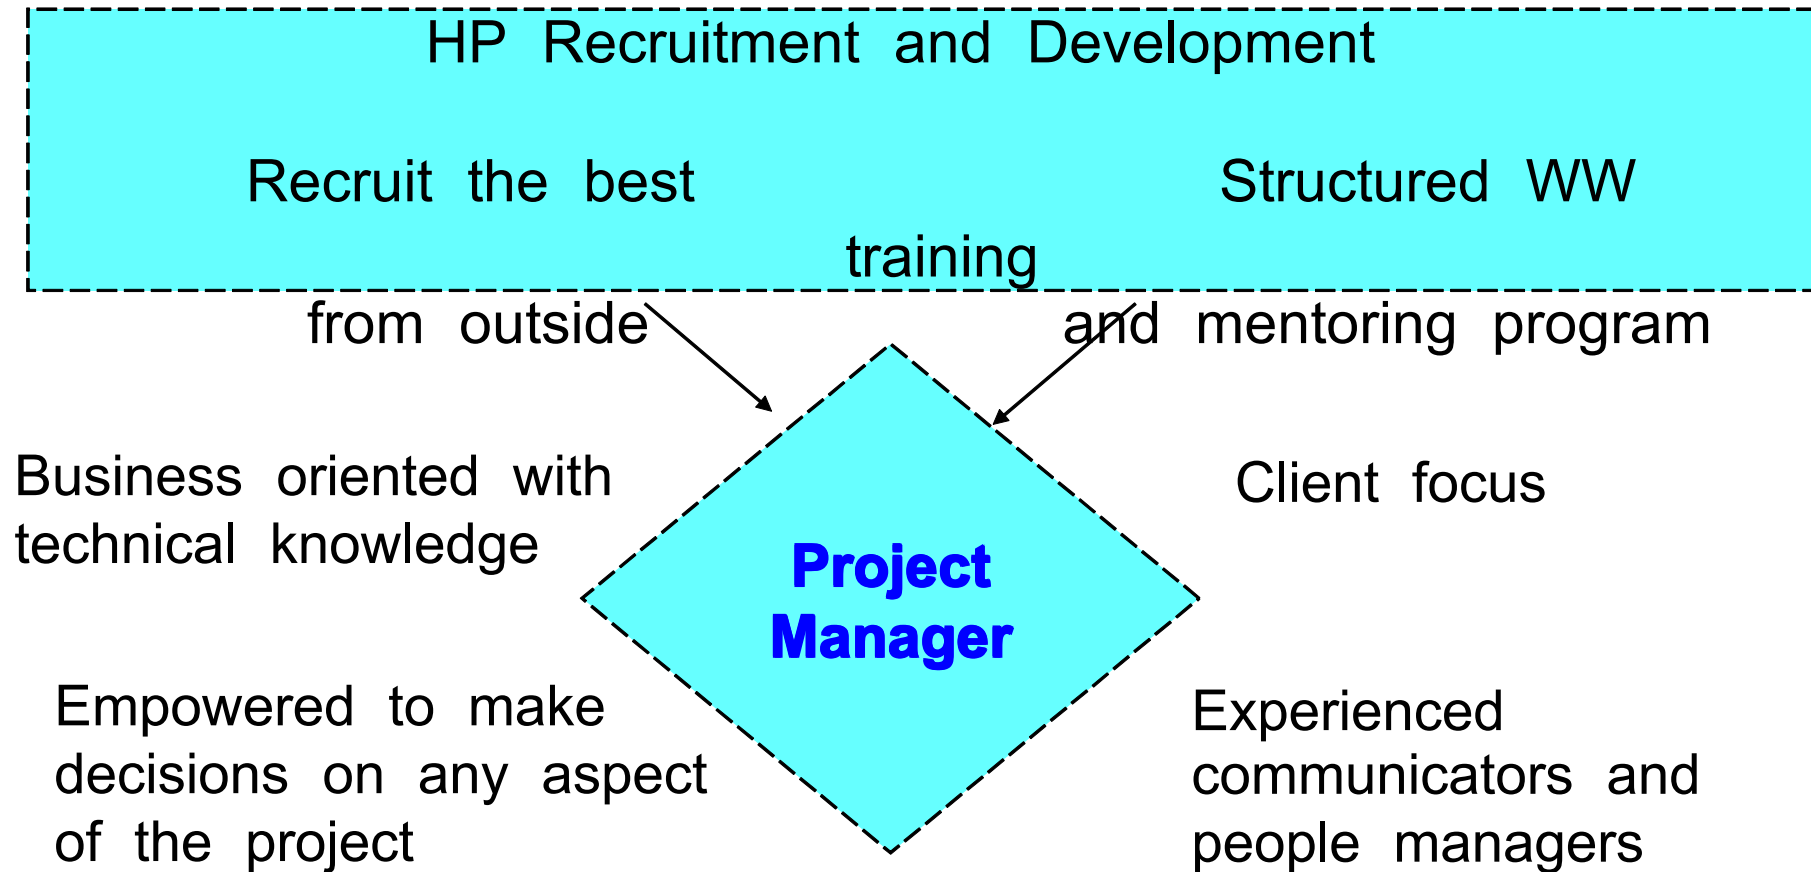 HP Recruitment and Development
Recruit the best Structured WW
training
from outside and mentoring program
Business oriented with
technical knowledge
Client focus
Project
Manager
Empowered to make
decisions on any aspect
of the project
Experienced
communicators and
people managers